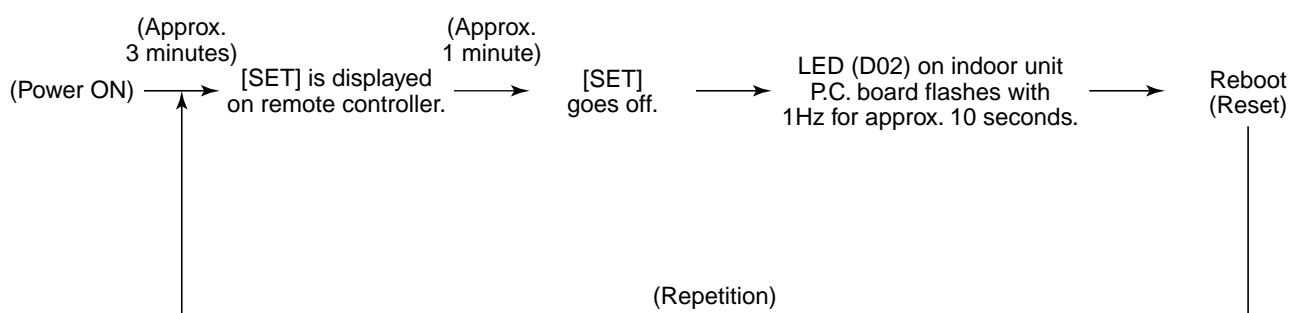 (Approx.
3 minutes)
(Approx.
1 minute)
(Power ON)
[SET] is displayed
on remote controller.
[SET]
goes off.
LED (D02) on indoor unit
P.C. board flashes with
1Hz for approx. 10 seconds.
Reboot
(Reset)
(Repetition)